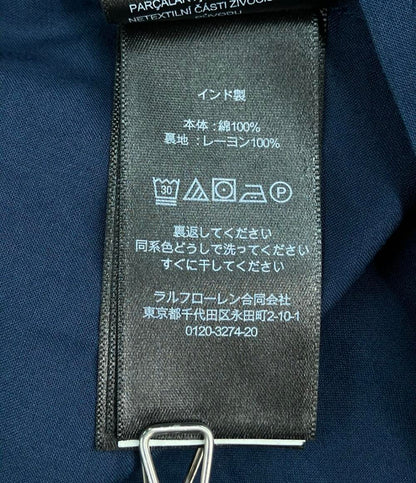 PARÇALAR
NETEXTILNÍ ČÁSTI ŽIVOČIŠ
PŮVODU
インド製
本体 : 綿100%
裏地 : レーヨン100%
30 P
裏返してください
同系色どうしで洗ってください
すぐに干してください
ラルフローレン合同会社
東京都千代田区永田町2-10-1
0120-3274-20